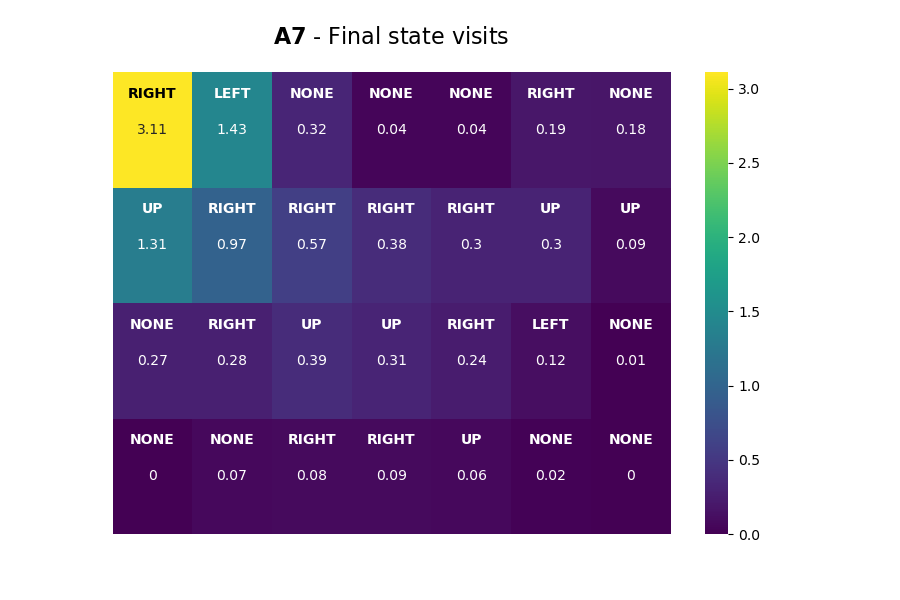 A7 - Final state visits
RIGHT LEFT NONE NONE NONE RIGHT NONE
3.11 1.43 0.32 0.04 0.04 0.19 0.18
UP RIGHT RIGHT RIGHT RIGHT UP UP
1.31 0.97 0.57 0.38 0.3 0.3 0.09
NONE RIGHT UP UP RIGHT LEFT NONE
0.27 0.28 0.39 0.31 0.24 0.12 0.01
NONE NONE RIGHT RIGHT UP NONE NONE
0 0.07 0.08 0.09 0.06 0.02 0
3.0
2.5
2.0
1.5
1.0
0.5
0.0